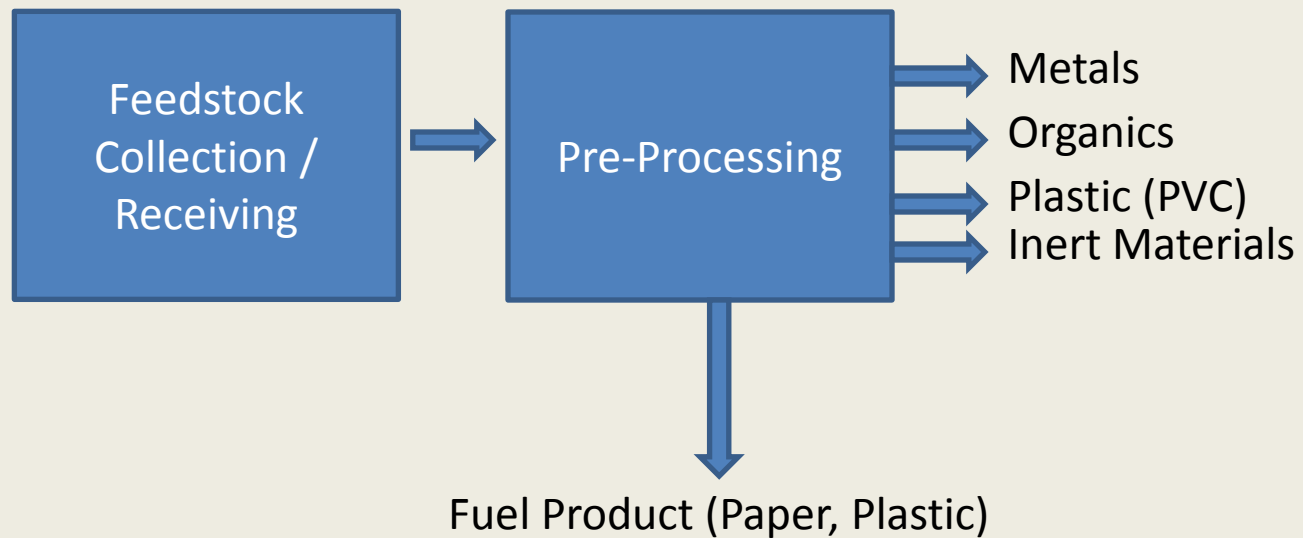 Feedstock
Collection /
Receiving
Pre-Processing
Metals
Organics
Plastic (PVC)
Inert Materials
Fuel Product (Paper, Plastic)